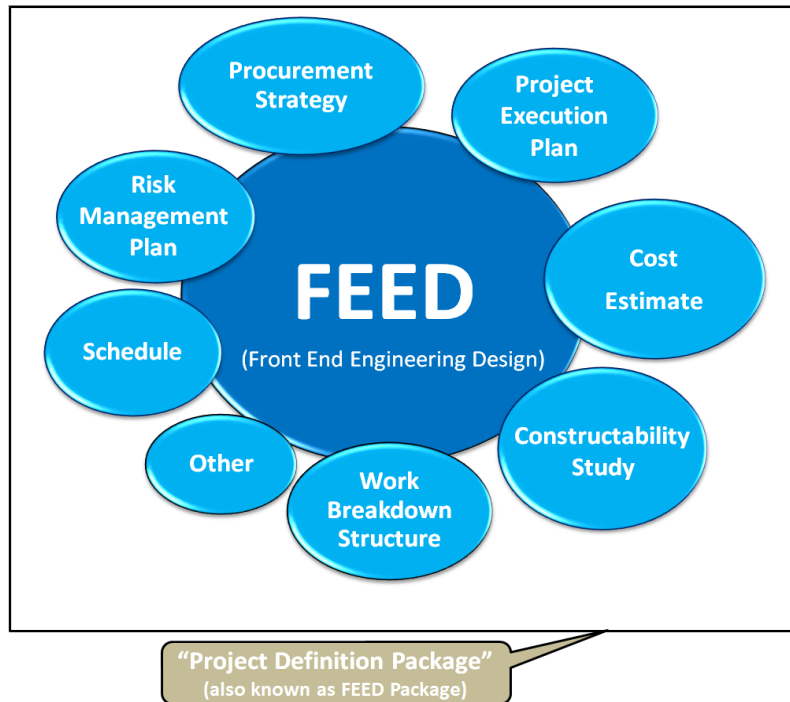 Procurement
Strategy
Project
Execution
Plan
Risk
Management
Plan
FEED
(Front End Engineering Design)
Cost
Estimate
Schedule
Constructability
Study
Other
Work
Breakdown
Structure
“Project Definition Package”
(also known as FEED Package)